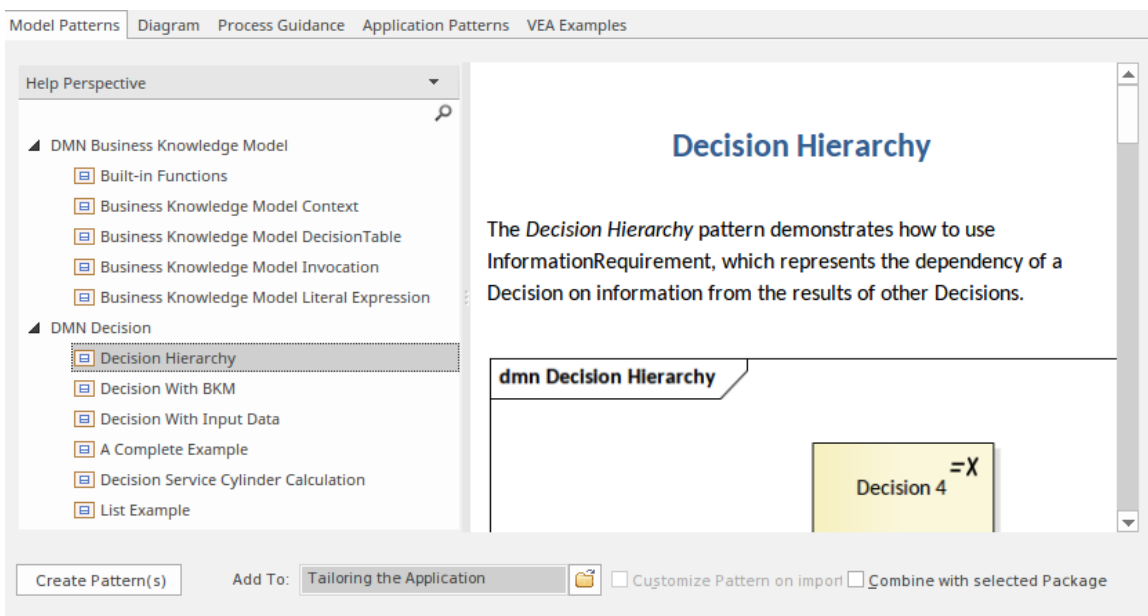 Model Patterns Diagram Process Guidance Application Patterns VEA Examples
Help Perspective
DMN Business Knowledge Model
Built-in Functions
Business Knowledge Model Context
Business Knowledge Model DecisionTable
Business Knowledge Model Invocation
Business Knowledge Model Literal Expression
DMN Decision
Decision Hierarchy
Decision With BKM
Decision With Input Data
A Complete Example
Decision Service Cylinder Calculation
List Example
Decision Hierarchy
The Decision Hierarchy pattern demonstrates how to use
InformationRequirement, which represents the dependency of a
Decision on information from the results of other Decisions.
dmn Decision Hierarchy
=X
Decision 4
Create Pattern(s) Add To: Tailoring the Application Customize Pattern on import Combine with selected Package